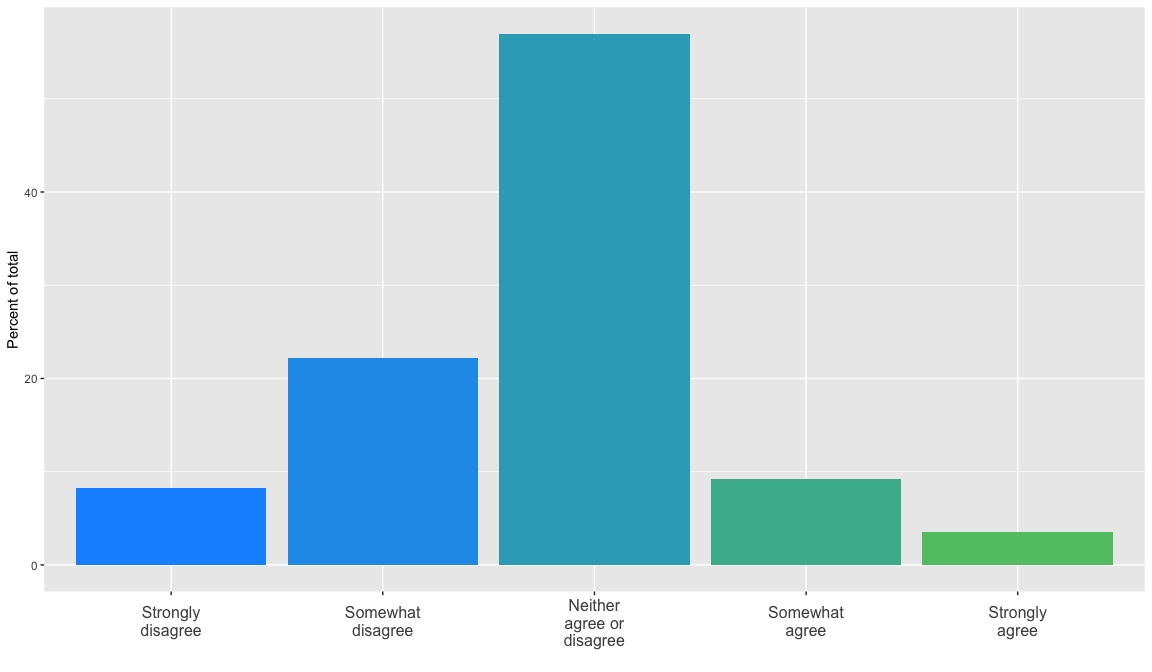 Percent of total
40
20
0
Strongly
disagree
Somewhat
disagree
Neither
agree or
disagree
Somewhat
agree
Strongly
agree